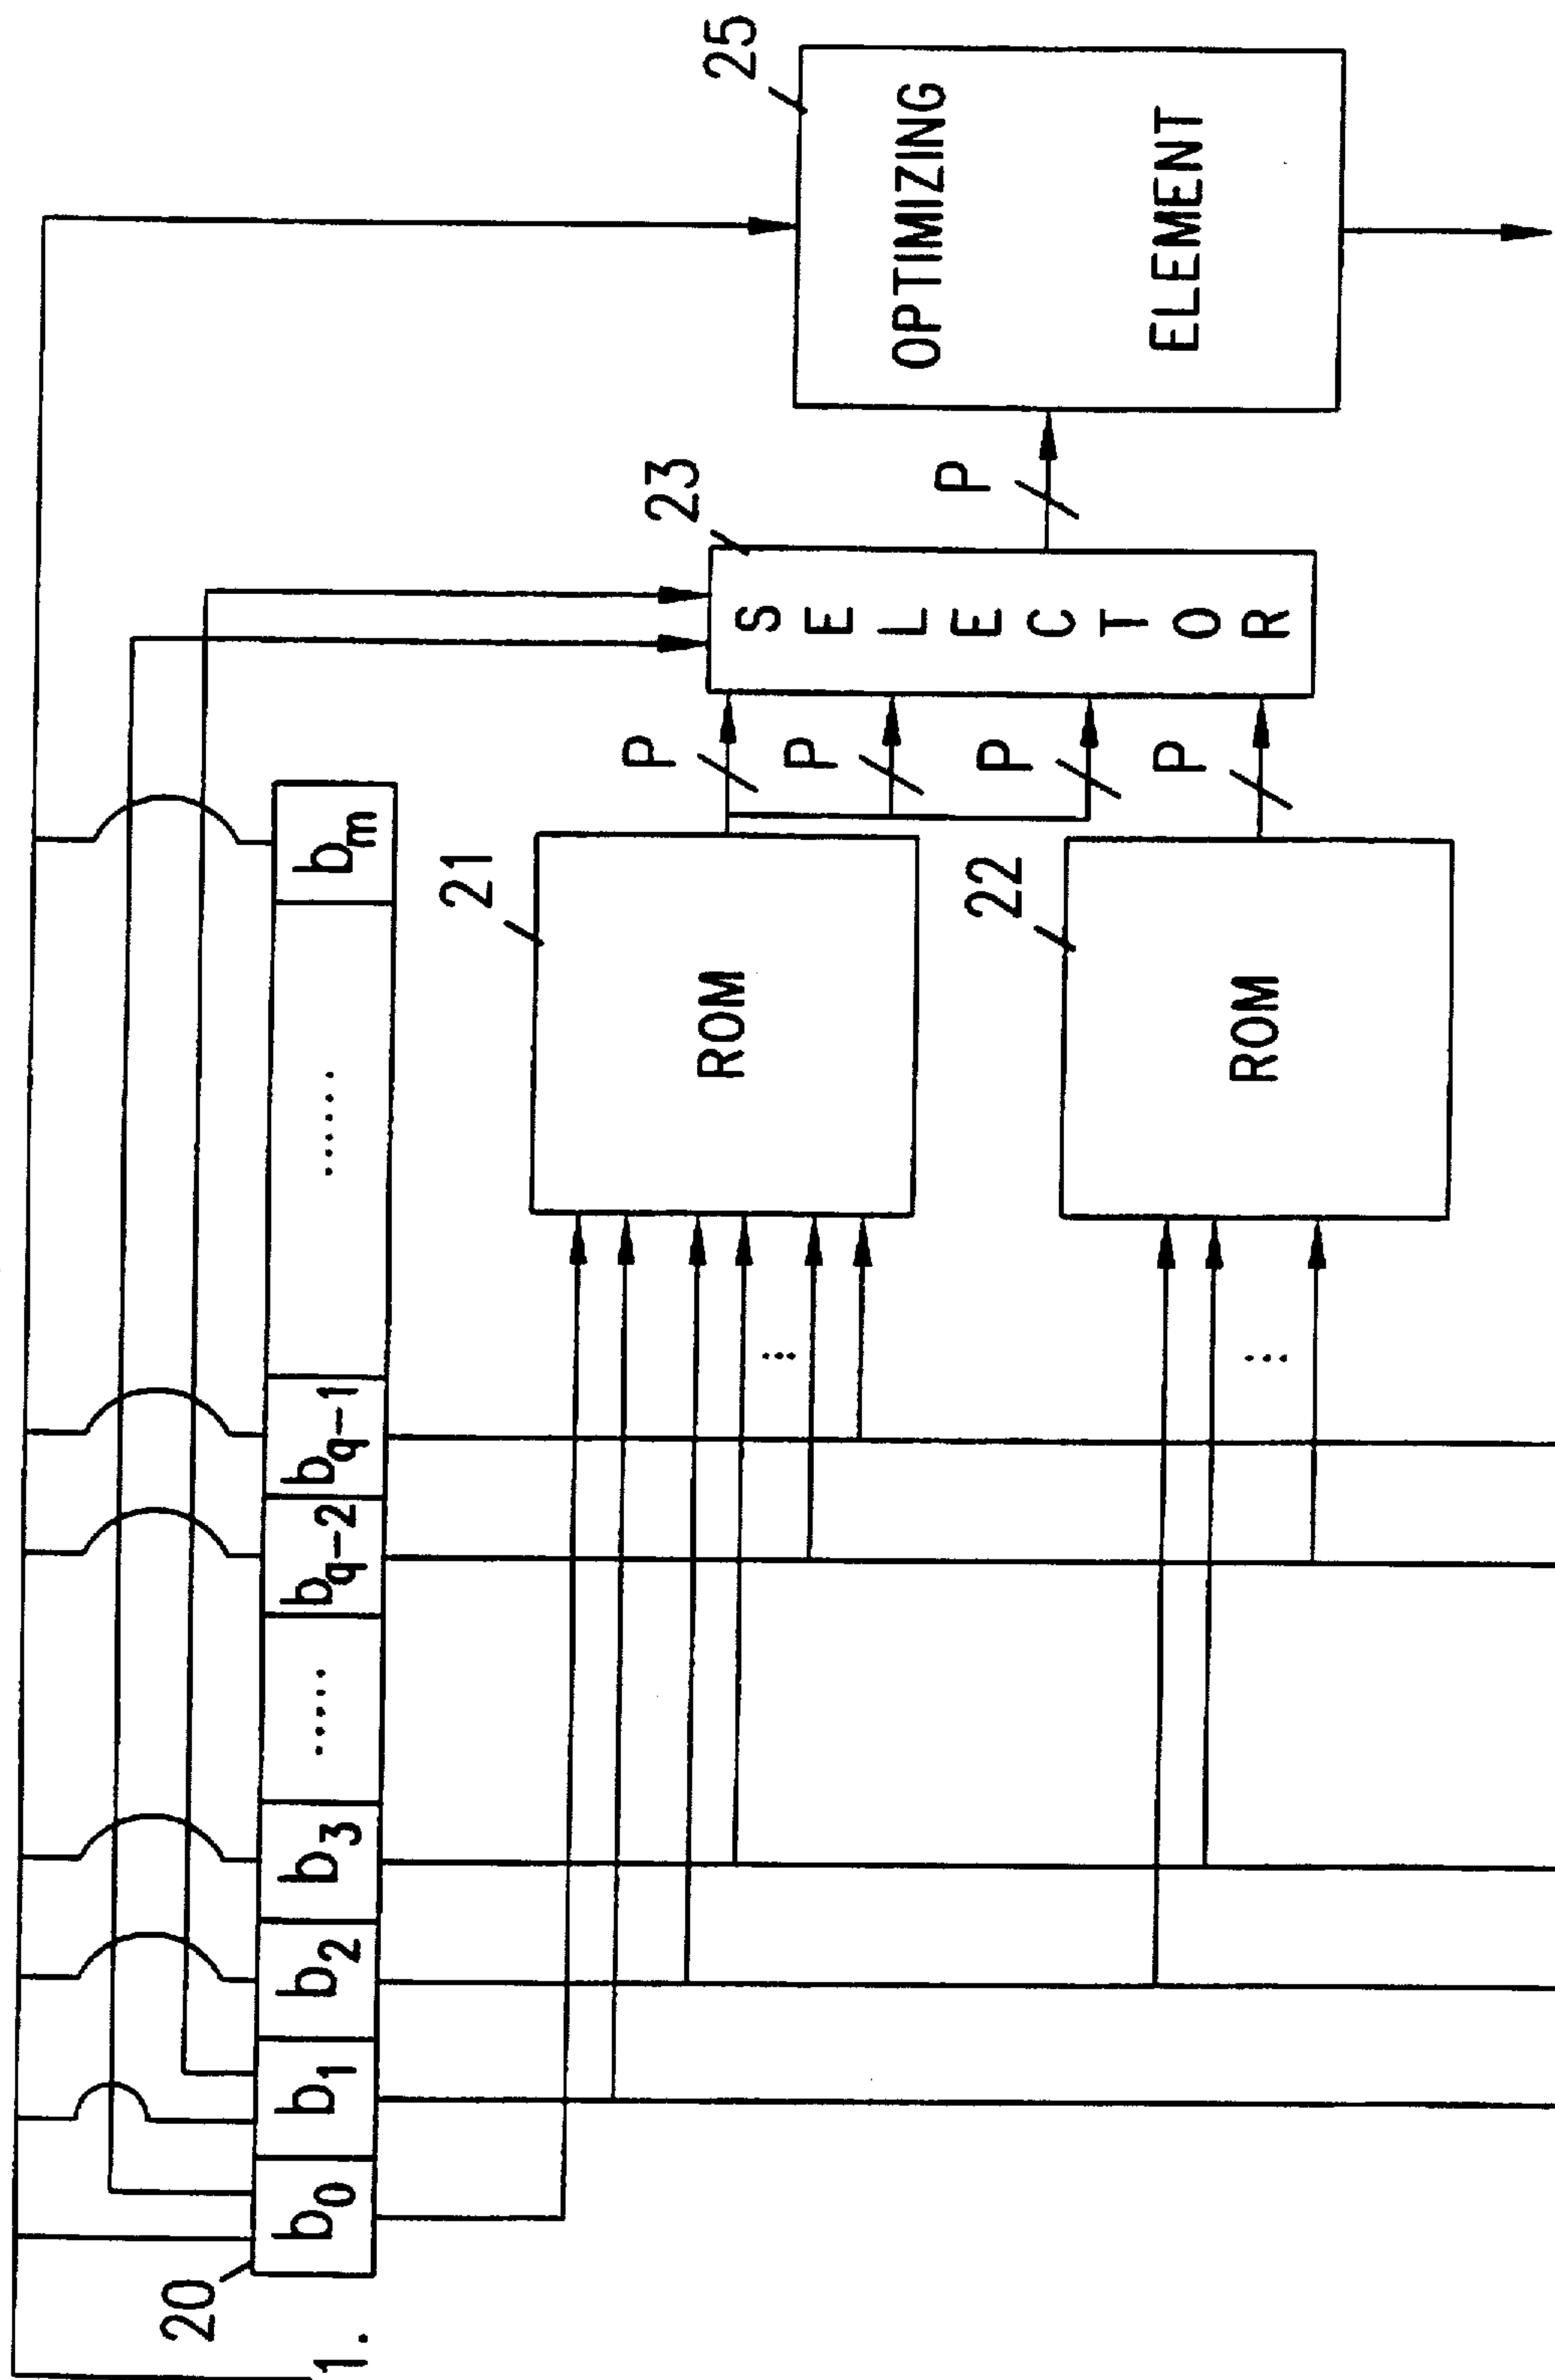 25
OPTIMIZING
ELEMENT
23
P
SELECTOR
P
P
P
P
21
ROM
22
ROM
20
b0 b1 b2 b3 ..... bq-2 bq-1 ...... bm
...
...
1.